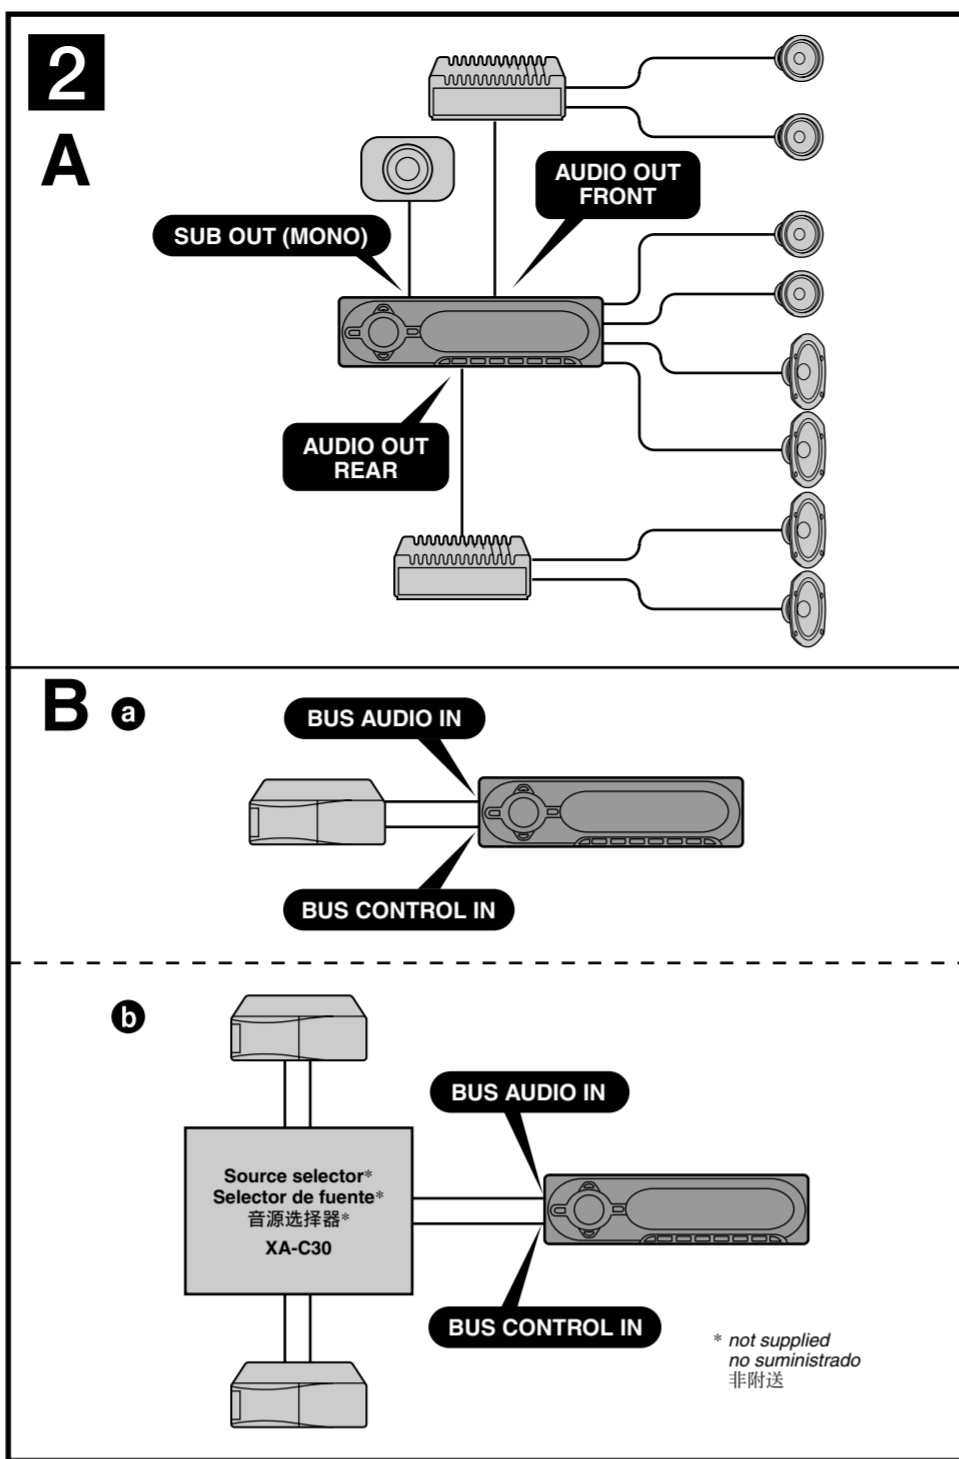 2
A
AUDIO OUT
FRONT
SUB OUT (MONO)
AUDIO OUT
REAR
B a
BUS AUDIO IN
BUS CONTROL IN
b
BUS AUDIO IN
Source selector*
Selector de fuente*
音源选择器*
XA-C30
BUS CONTROL IN
* not supplied
no suministrado
非附送